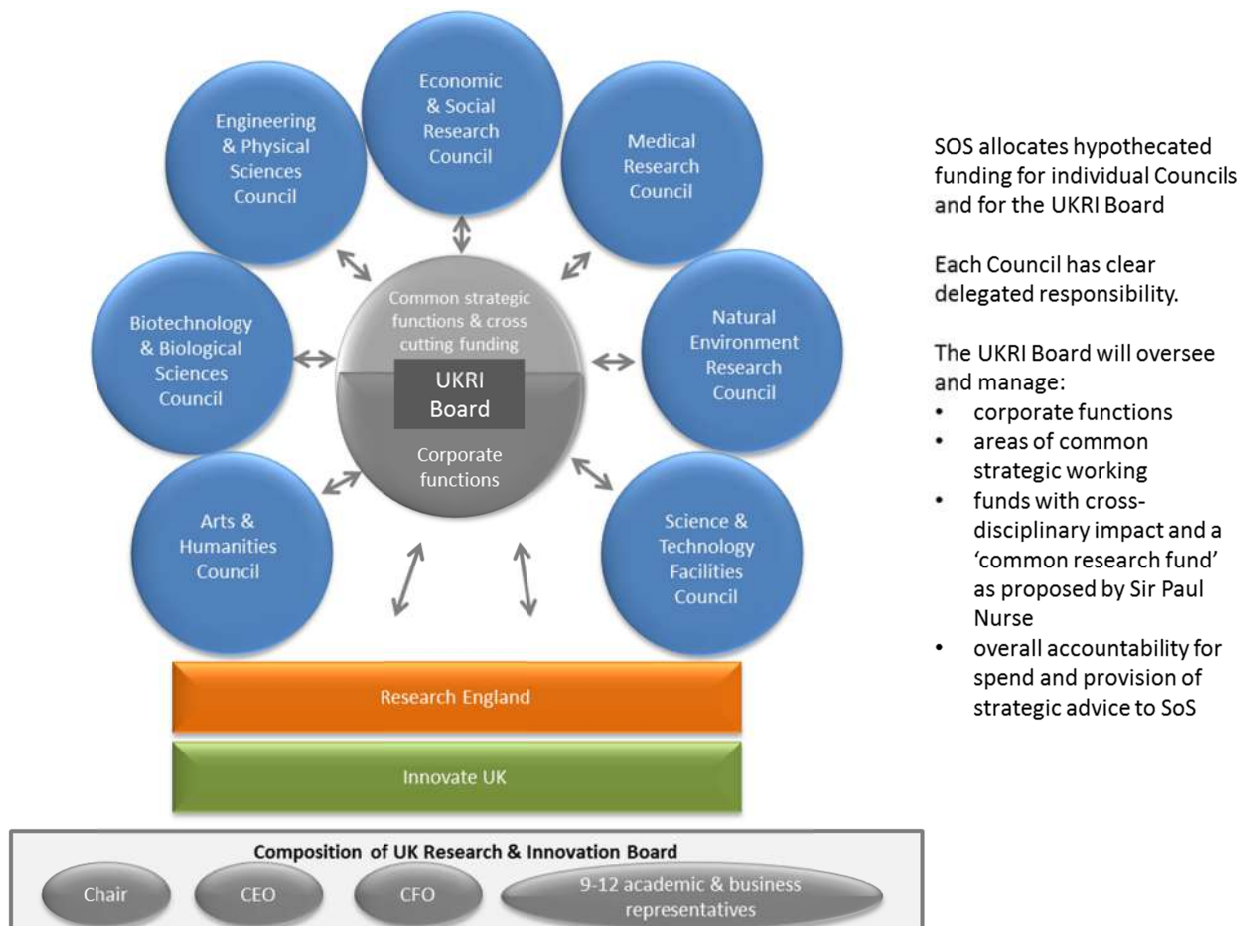 Economic
& Social
Research
Council
Engineering
& Physical
Sciences
Council
Medical
Research
Council
Biotechnology
& Biological
Sciences
Council
Common strategic
functions & cross
cutting funding
UKRI
Board
Corporate
functions
Natural
Environment
Research
Council
Arts &
Humanities
Council
Science &
Technology
Facilities
Council
Research England
Innovate UK
Composition of UK Research & Innovation Board
Chair
CEO
CFO
9-12 academic & business
representatives
SOS allocates hypothecated
funding for individual Councils
and for the UKRI Board
Each Council has clear
delegated responsibility.
The UKRI Board will oversee
and manage:
• corporate functions
• areas of common
strategic working
• funds with cross-
disciplinary impact and a
‘common research fund’
as proposed by Sir Paul
Nurse
• overall accountability for
spend and provision of
strategic advice to SoS